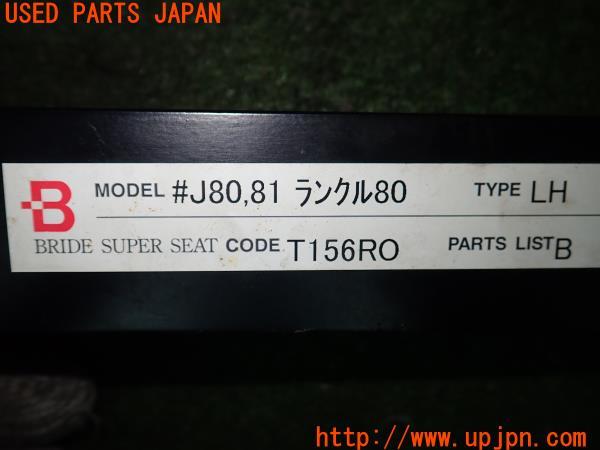 USED PARTS JAPAN
B MODEL #J80,81 ランクル80 TYPE LH
BRIDE SUPER SEAT CODE T156RO PARTS LIST B
http://www.upjpn.com